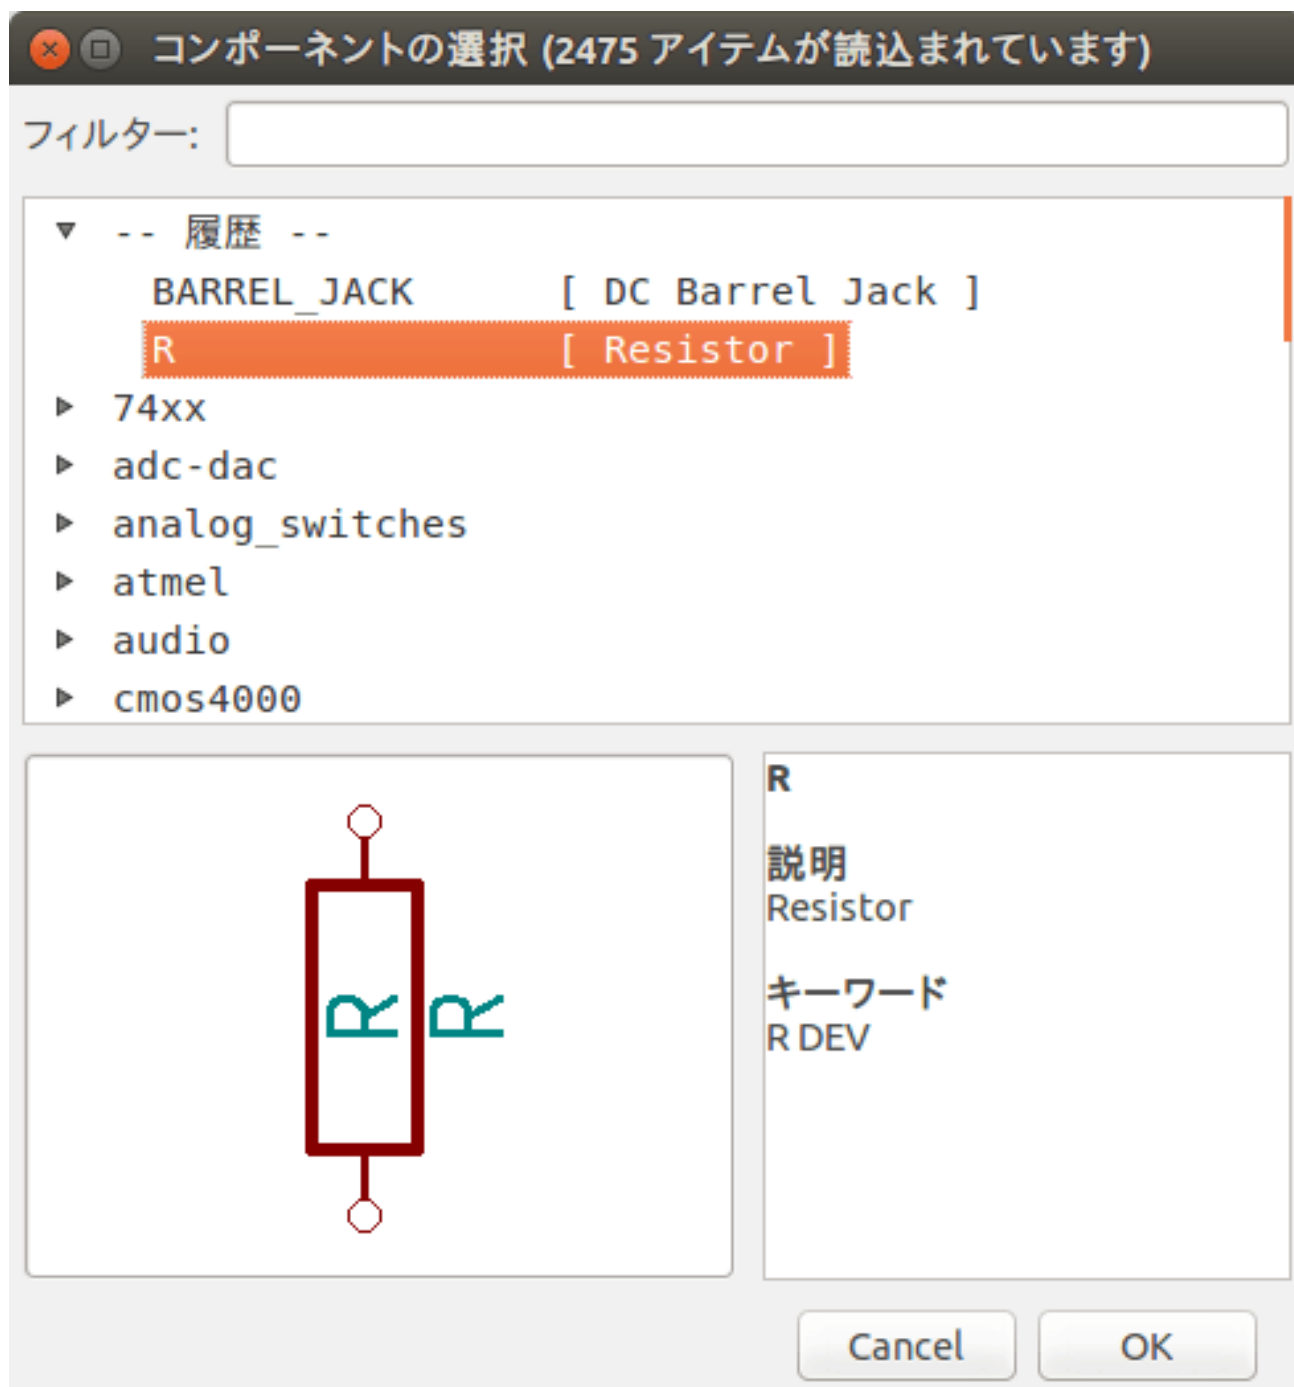 コンポーネントの選択 (2475 アイテムが読込まれています)
フィルター:
-- 履歴 --
BARREL_JACK [ DC Barrel Jack ]
R [ Resistor ]
74xx
adc-dac
analog_switches
atmel
audio
cmos4000
R
R
R
説明
Resistor
キーワード
R DEV
Cancel
OK